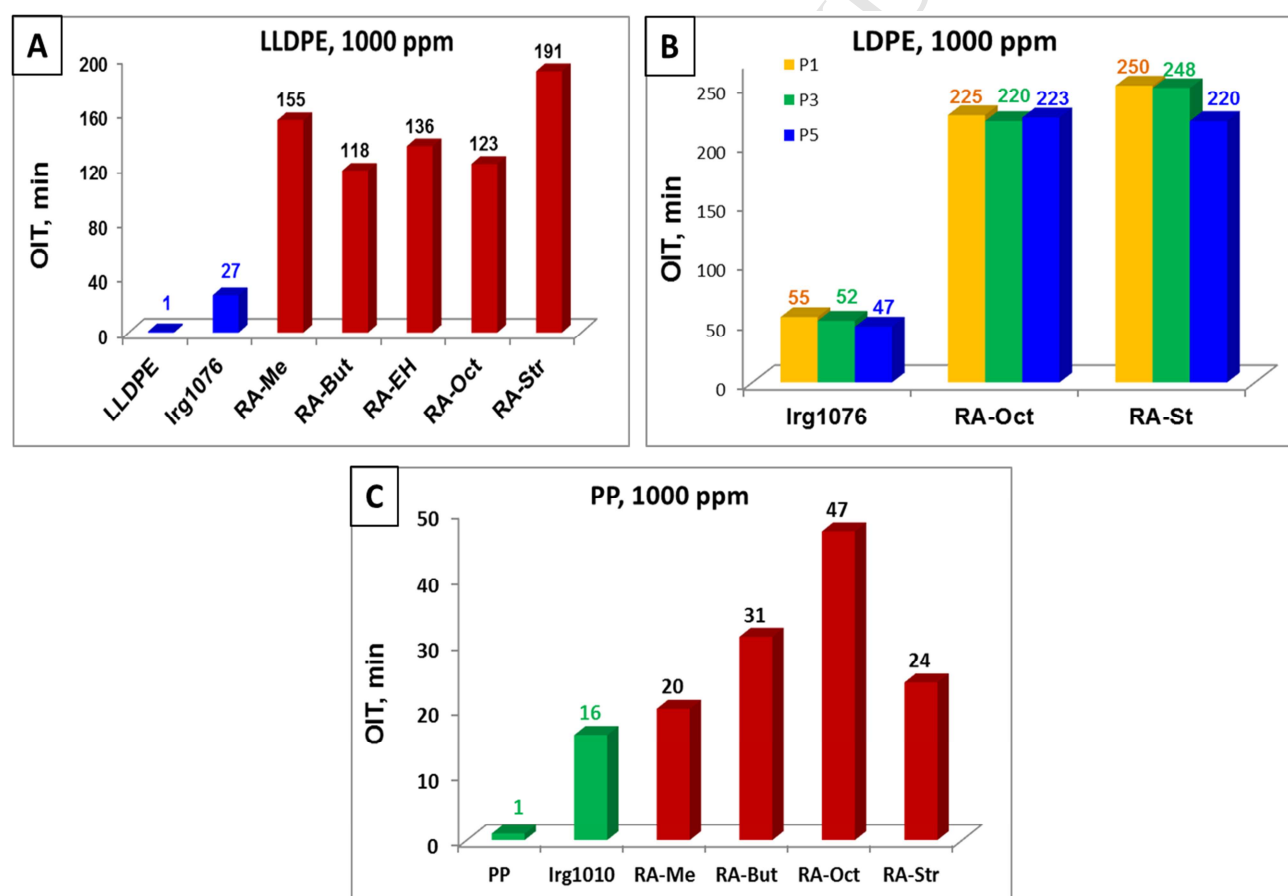 A
LLDPE, 1000 ppm
OIT, min
200
160
120
80
40
0
1
27
155
118
136
123
191
LLDPE
Irg1076
RA-Me
RA-But
RA-EH
RA-Oct
RA-Str
B
LDPE, 1000 ppm
P1
P3
P5
OIT, min
250
200
150
100
50
0
55
52
47
225
220
223
250
248
220
Irg1076
RA-Oct
RA-St
C
PP, 1000 ppm
OIT, min
50
40
30
20
10
0
1
16
20
31
47
24
PP
Irg1010
RA-Me
RA-But
RA-Oct
RA-Str